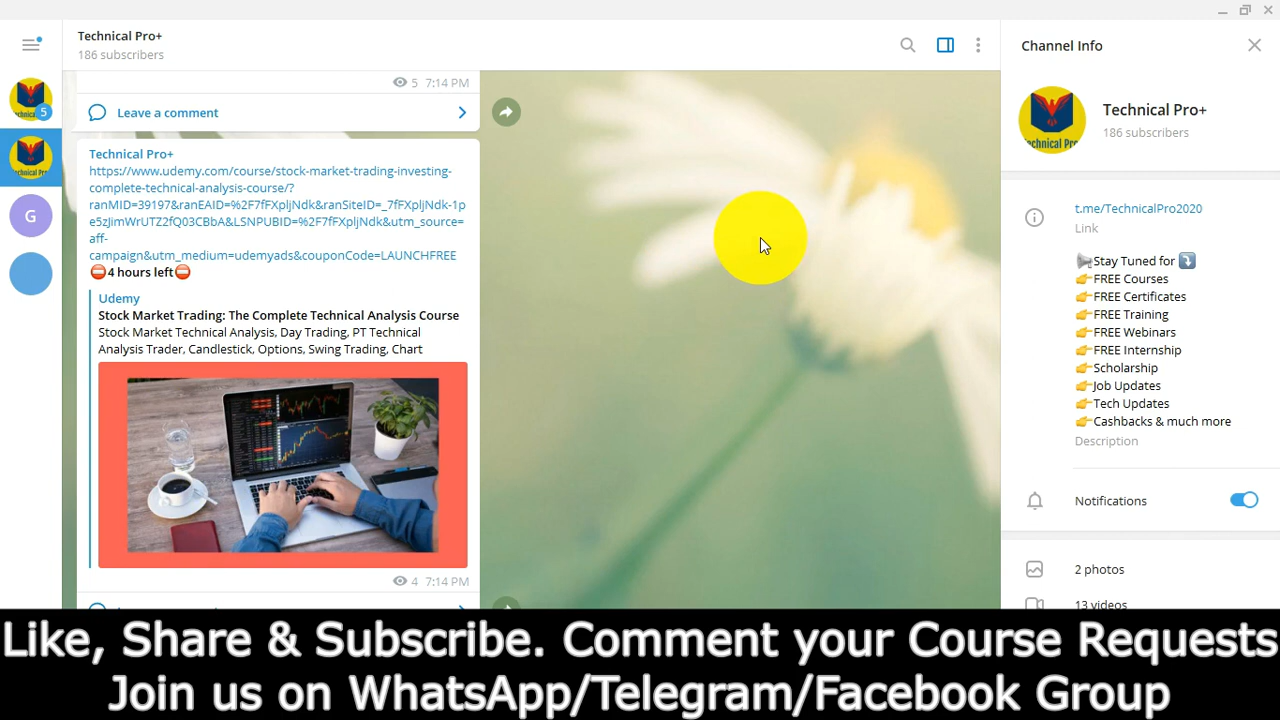 Technical Pro+
186 subscribers
5 7:14 PM
Leave a comment
Technical Pro+
https://www.udemy.com/course/stock-market-trading-investing-
complete-technical-analysis-course/?
ranMID=39197&ranEAID=%2F7fFXpljNdk&ranSiteID=_7fFXpljNdk-1p
e5zJimWrUTZ2fQ03CBbA&LSNPUBID=%2F7fFXpljNdk&utm_source=
aff-
campaign&utm_medium=udemyads&couponCode=LAUNCHFREE
⛔4 hours left⛔
Udemy
Stock Market Trading: The Complete Technical Analysis Course
Stock Market Technical Analysis, Day Trading, PT Technical
Analysis Trader, Candlestick, Options, Swing Trading, Chart
4 7:14 PM
5
G
Channel Info
Technical Pro+
186 subscribers
t.me/TechnicalPro2020
Link
📢Stay Tuned for ⤵️
👉FREE Courses
👉FREE Certificates
👉FREE Training
👉FREE Webinars
👉FREE Internship
👉Scholarship
👉Job Updates
👉Tech Updates
👉Cashbacks & much more
Description
Notifications
2 photos
13 videos
Like, Share & Subscribe. Comment your Course Requests
Join us on WhatsApp/Telegram/Facebook Group